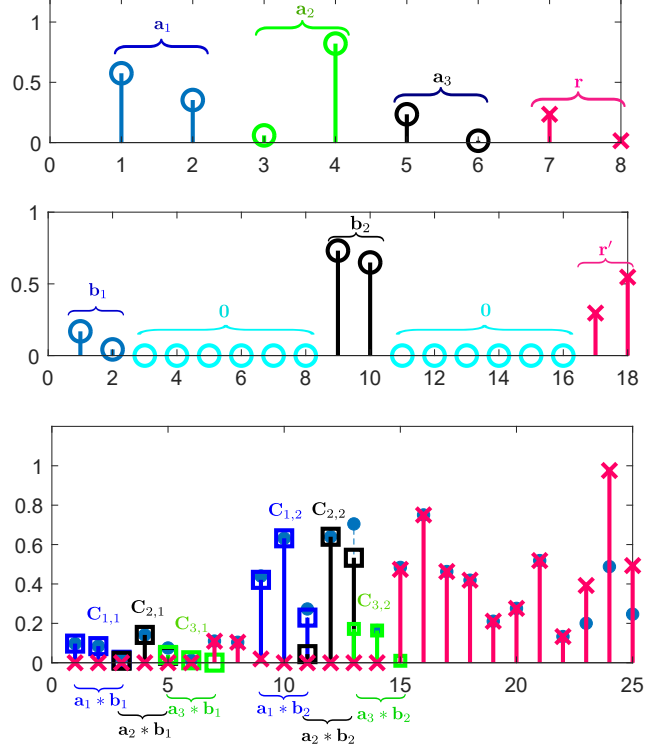 a₁
a₂
a₃
r
1
0.5
0
0 1 2 3 4 5 6 7 8
b₁
0
b₂
0
r′
1
0.5
0
0 2 4 6 8 10 12 14 16 18
1
0.8
0.6
0.4
0.2
0
C₁,₁
C₂,₁
C₃,₁
C₁,₂
C₂,₂
C₃,₂
0 5 10 15 20 25
a₁ * b₁
a₂ * b₁
a₃ * b₁
a₁ * b₂
a₂ * b₂
a₃ * b₂